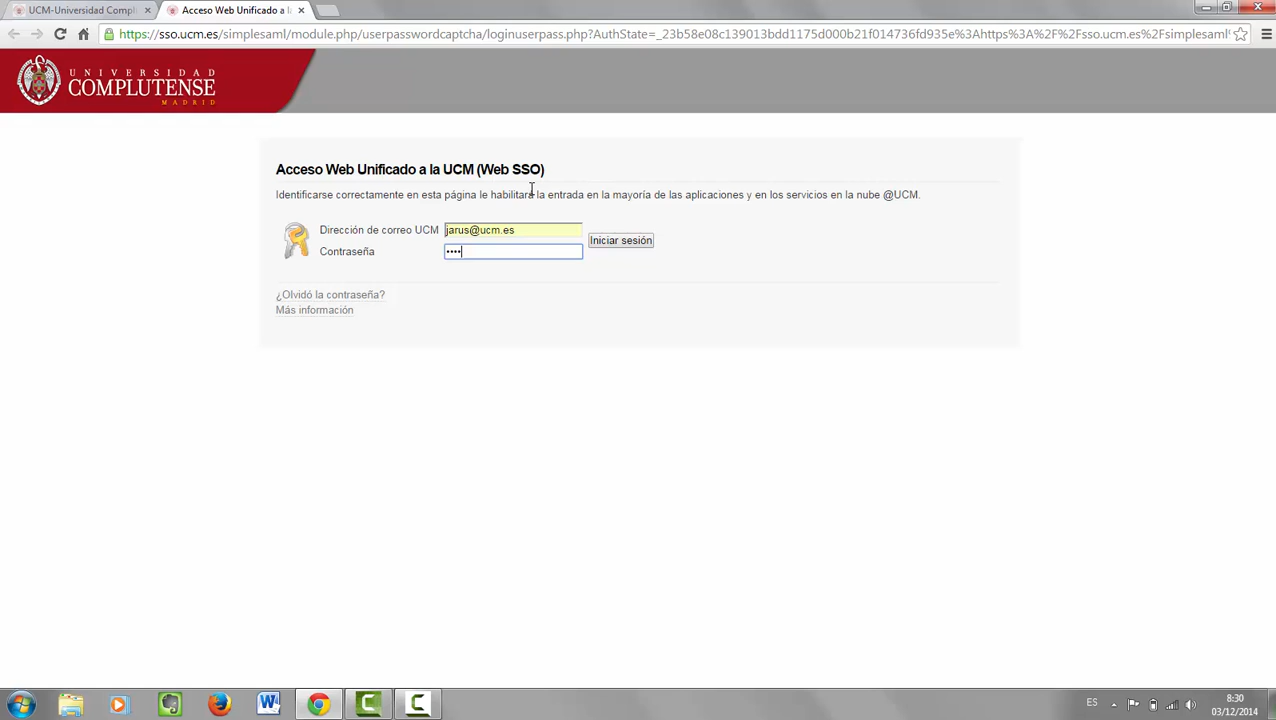 UCM-Universidad Compl
Acceso Web Unificado a l
https://sso.ucm.es/simplesaml/module.php/userpasswordcaptcha/loginuserpass.php?AuthState=_23b58e08c139013bdd1175d000b21f014736fd935e%3Ahttps%3A%2F%2Fsso.ucm.es%2Fsimplesaml
UNIVERSIDAD
COMPLUTENSE
MADRID
Acceso Web Unificado a la UCM (Web SSO)
Identificarse correctamente en esta página le habilitará la entrada en la mayoría de las aplicaciones y en los servicios en la nube @UCM.
Dirección de correo UCM jarus@ucm.es
Iniciar sesión
Contraseña ••••
¿Olvidó la contraseña?
Más información
ES
8:30
03/12/2014